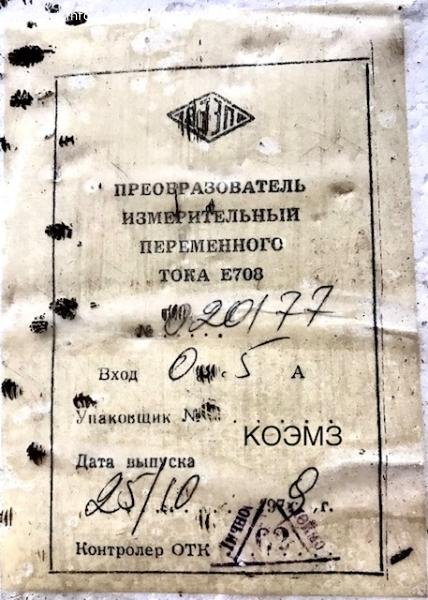 ПРЕОБРАЗОВАТЕЛЬ
ИЗМЕРИТЕЛЬНЫЙ
ПЕРЕМЕННОГО
ТОКА Е708
№ 020177
Вход 0 . . . 5 А
Упаковщик №
КОЭМЗ
Дата выпуска
25/10 1979 г.
Контролер ОТК 62